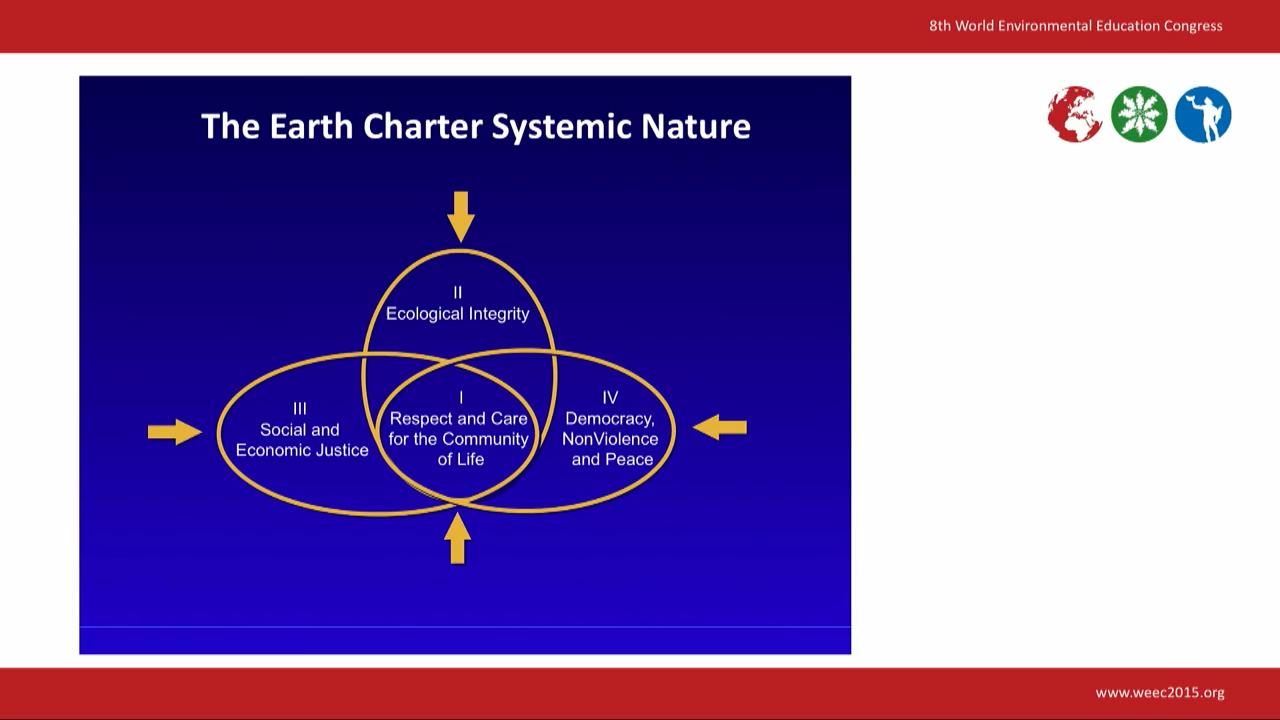 8th World Environmental Education Congress
The Earth Charter Systemic Nature
II
Ecological Integrity
III
Social and
Economic Justice
I
Respect and Care
for the Community
of Life
IV
Democracy,
NonViolence
and Peace
www.weec2015.org